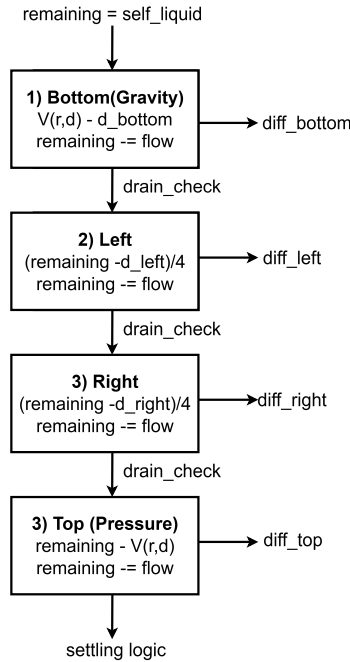 remaining = self_liquid
1) Bottom(Gravity)
V(r,d) - d_bottom
remaining -= flow
diff_bottom
drain_check
2) Left
(remaining -d_left)/4
remaining -= flow
diff_left
drain_check
3) Right
(remaining -d_right)/4
remaining -= flow
diff_right
drain_check
3) Top (Pressure)
remaining - V(r,d)
remaining -= flow
diff_top
settling logic